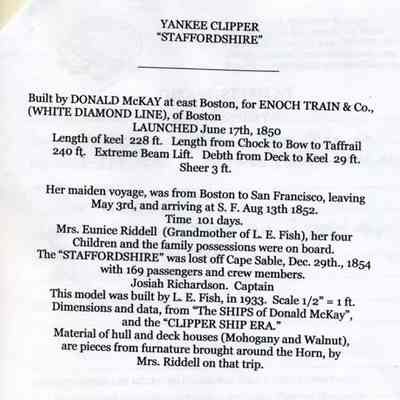 YANKEE CLIPPER
"STAFFORDSHIRE"
Built by DONALD McKAY at east Boston, for ENOCH TRAIN & Co.,
(WHITE DIAMOND LINE), of Boston
LAUNCHED June 17th, 1850
Length of keel 228 ft. Length from Chock to Bow to Taffrail
240 ft. Extreme Beam Lift. Debth from Deck to Keel 29 ft.
Sheer 3 ft.
Her maiden voyage, was from Boston to San Francisco, leaving
May 3rd, and arriving at S. F. Aug 13th 1852.
Time 101 days.
Mrs. Eunice Riddell (Grandmother of L. E. Fish), her four
Children and the family possessions were on board.
The "STAFFORDSHIRE" was lost off Cape Sable, Dec. 29th., 1854
with 169 passengers and crew members.
Josiah Richardson. Captain
This model was built by L. E. Fish, in 1933. Scale 1/2" = 1 ft.
Dimensions and data, from "The SHIPS of Donald McKay",
and the "CLIPPER SHIP ERA."
Material of hull and deck houses (Mohogany and Walnut),
are pieces from furnature brought around the Horn, by
Mrs. Riddell on that trip.